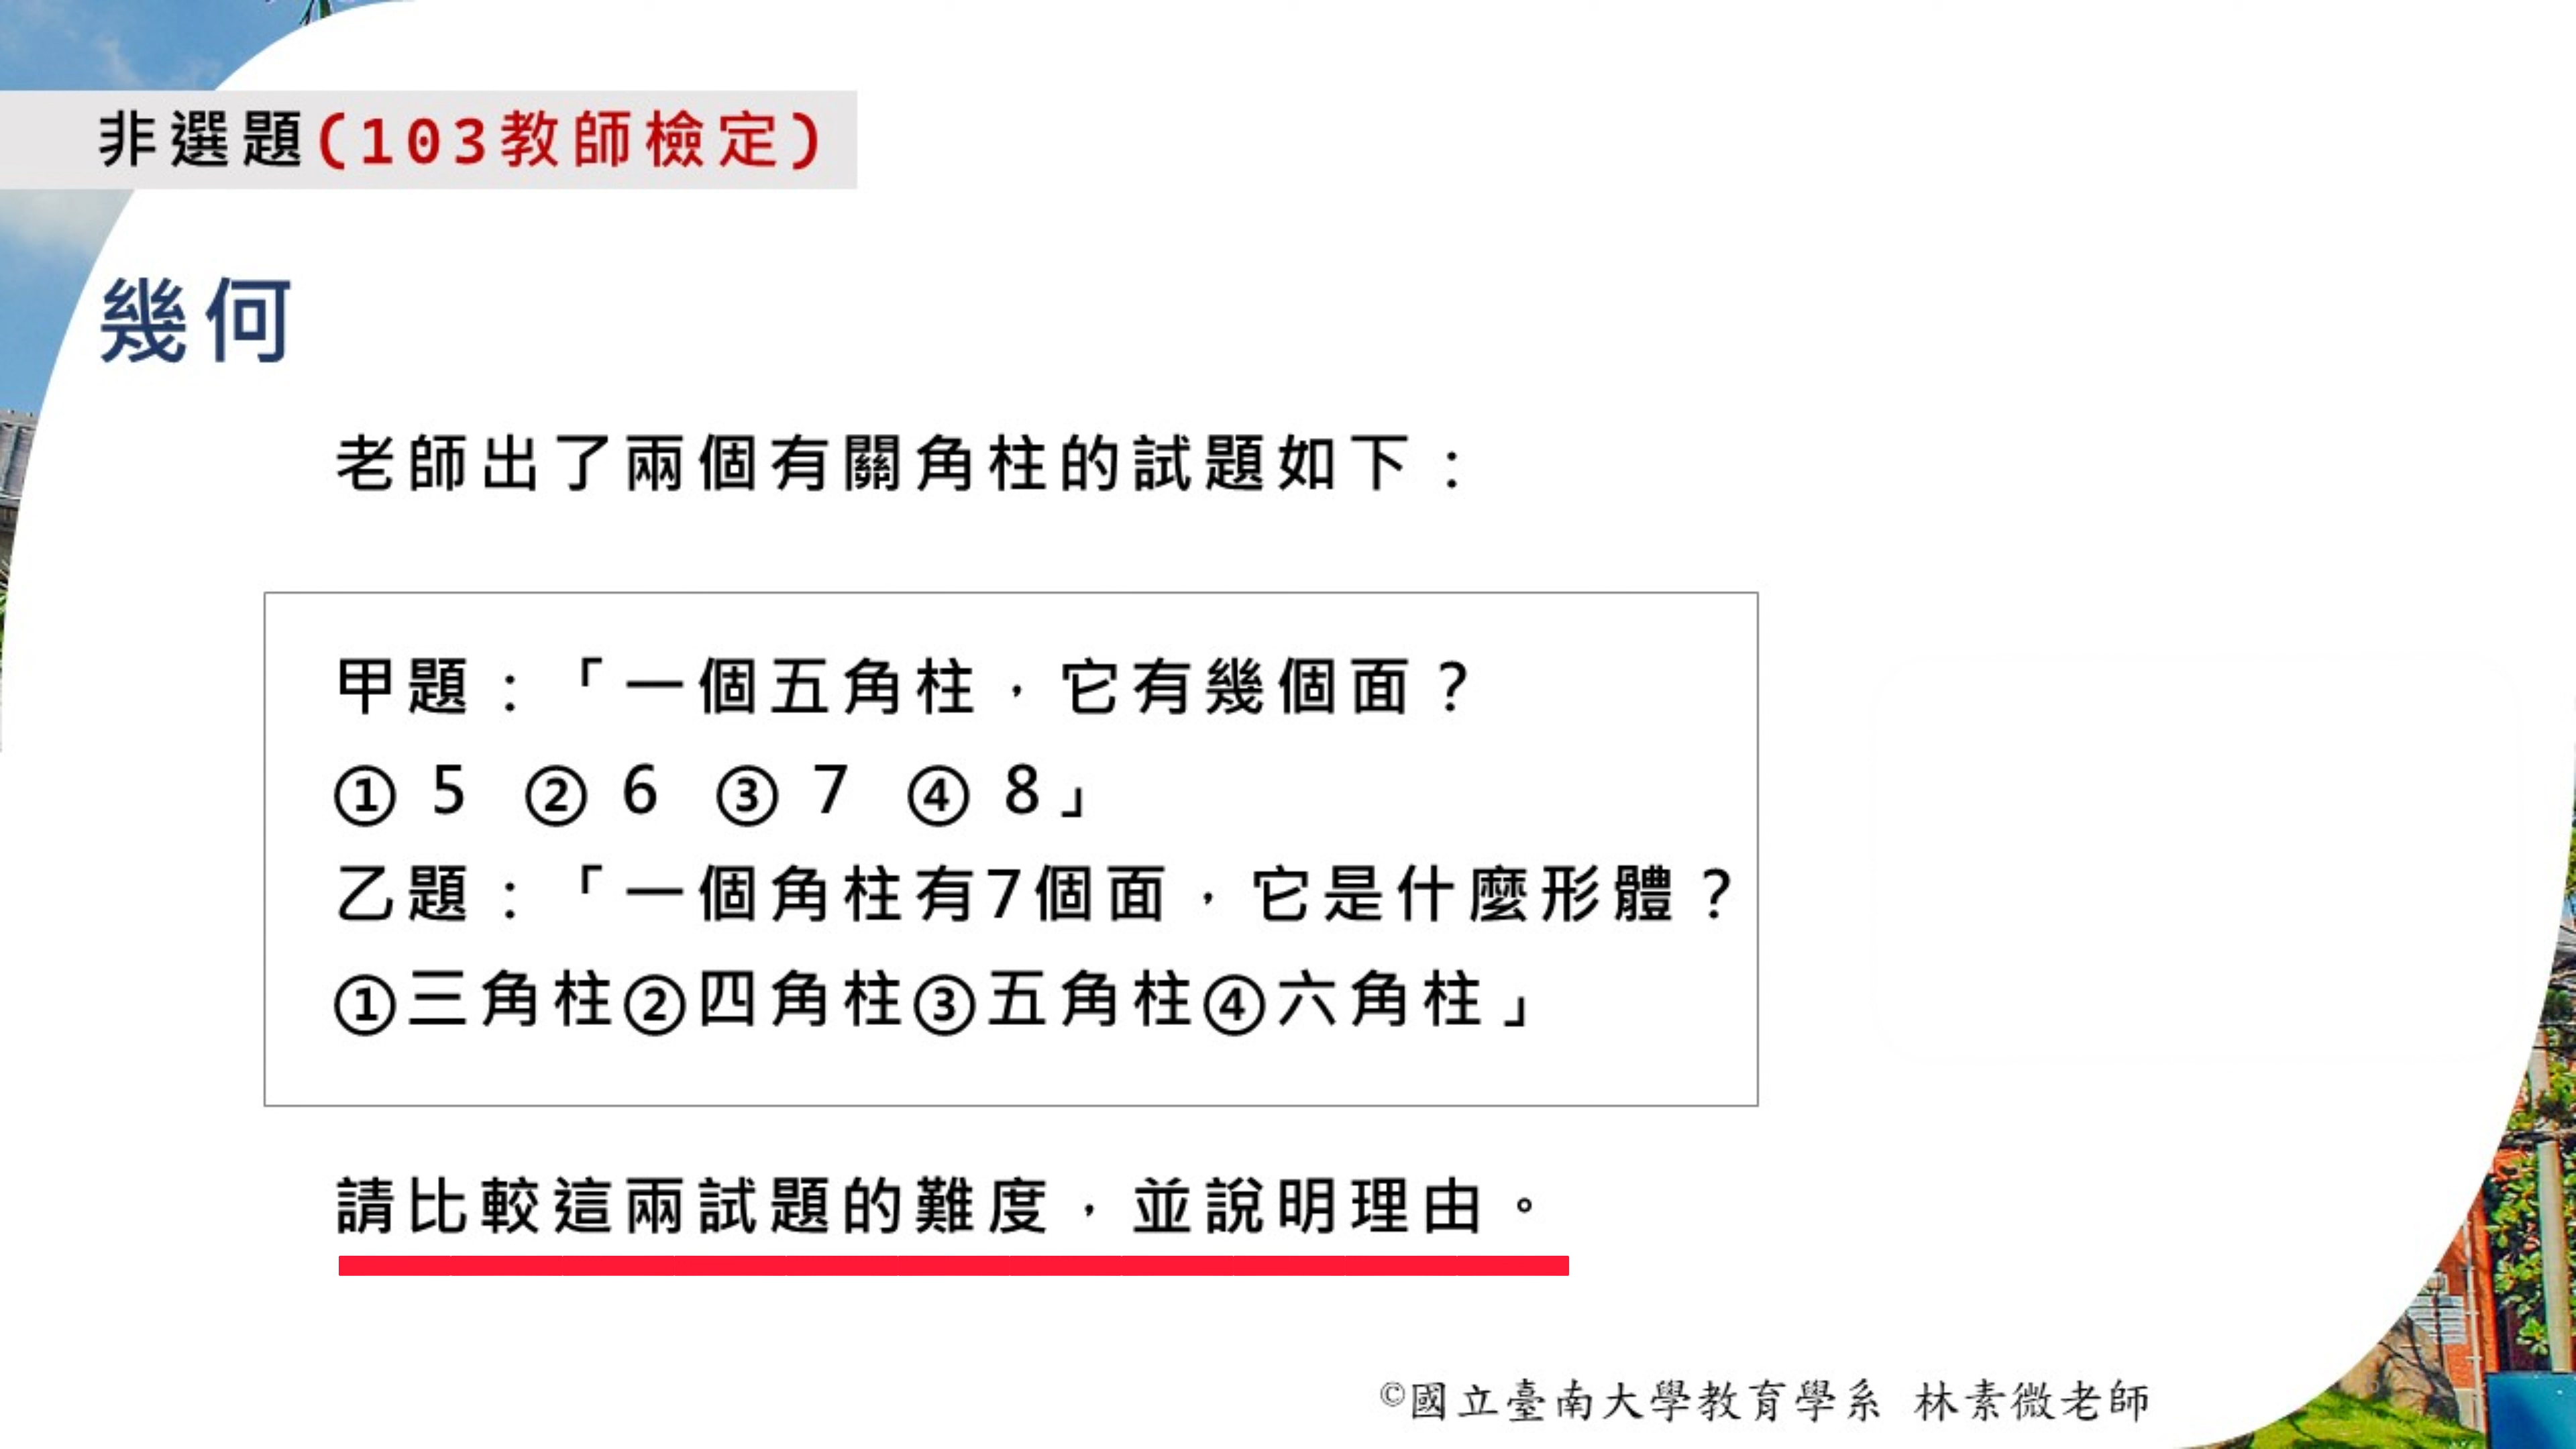 非選題(103教師檢定)
幾何
老師出了兩個有關角柱的試題如下：
甲題：「一個五角柱，它有幾個面？
① 5 ② 6 ③ 7 ④ 8」
乙題：「一個角柱有7個面，它是什麼形體？
①三角柱②四角柱③五角柱④六角柱」
請比較這兩試題的難度，並說明理由。
©國立臺南大學教育學系 林素微老師